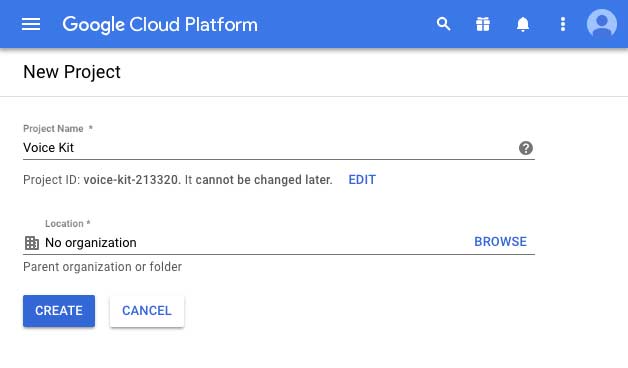 Google Cloud Platform
New Project
Project Name *
Voice Kit
Project ID: voice-kit-213320. It cannot be changed later. EDIT
Location *
No organization BROWSE
Parent organization or folder
CREATE CANCEL